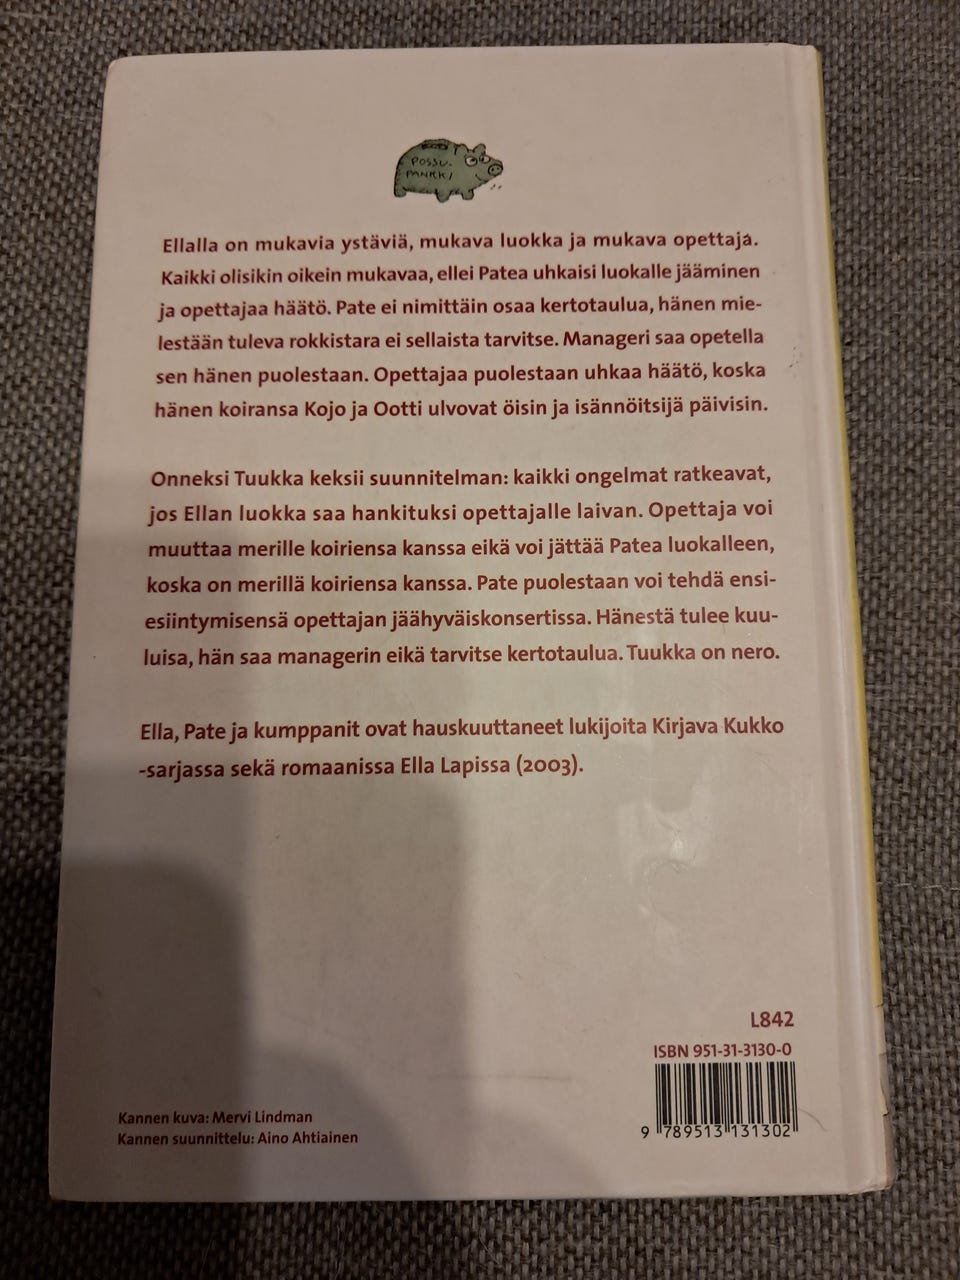 POSSU-
PANKKI
Ellalla on mukavia ystäviä, mukava luokka ja mukava opettaja.
Kaikki olisikin oikein mukavaa, ellei Patea uhkaisi luokalle jääminen
ja opettajaa häätö. Pate ei nimittäin osaa kertotaulua, hänen mie-
lestään tuleva rokkistara ei sellaista tarvitse. Manageri saa opetella
sen hänen puolestaan. Opettajaa puolestaan uhkaa häätö, koska
hänen koiransa Kojo ja Ootti ulvovat öisin ja isännöitsijä päivisin.
Onneksi Tuukka keksii suunnitelman: kaikki ongelmat ratkeavat,
jos Ellan luokka saa hankituksi opettajalle laivan. Opettaja voi
muuttaa merille koiriensa kanssa eikä voi jättää Patea luokalleen,
koska on merillä koiriensa kanssa. Pate puolestaan voi tehdä ensi-
esiintymisensä opettajan jäähyväiskonsertissa. Hänestä tulee kuu-
luisa, hän saa managerin eikä tarvitse kertotaulua. Tuukka on nero.
Ella, Pate ja kumppanit ovat hauskuuttaneet lukijoita Kirjava Kukko
-sarjassa sekä romaanissa Ella Lapissa (2003).
L842
ISBN 951-31-3130-0
9 789513 131302
Kannen kuva: Mervi Lindman
Kannen suunnittelu: Aino Ahtiainen